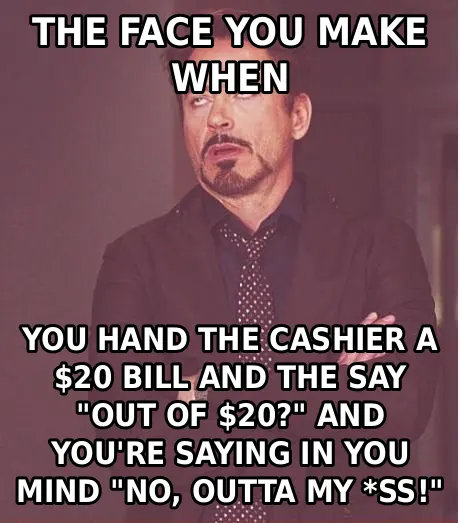 THE FACE YOU MAKE
WHEN
YOU HAND THE CASHIER A
$20 BILL AND THE SAY
"OUT OF $20?" AND
YOU'RE SAYING IN YOU
MIND "NO, OUTTA MY *SS!"